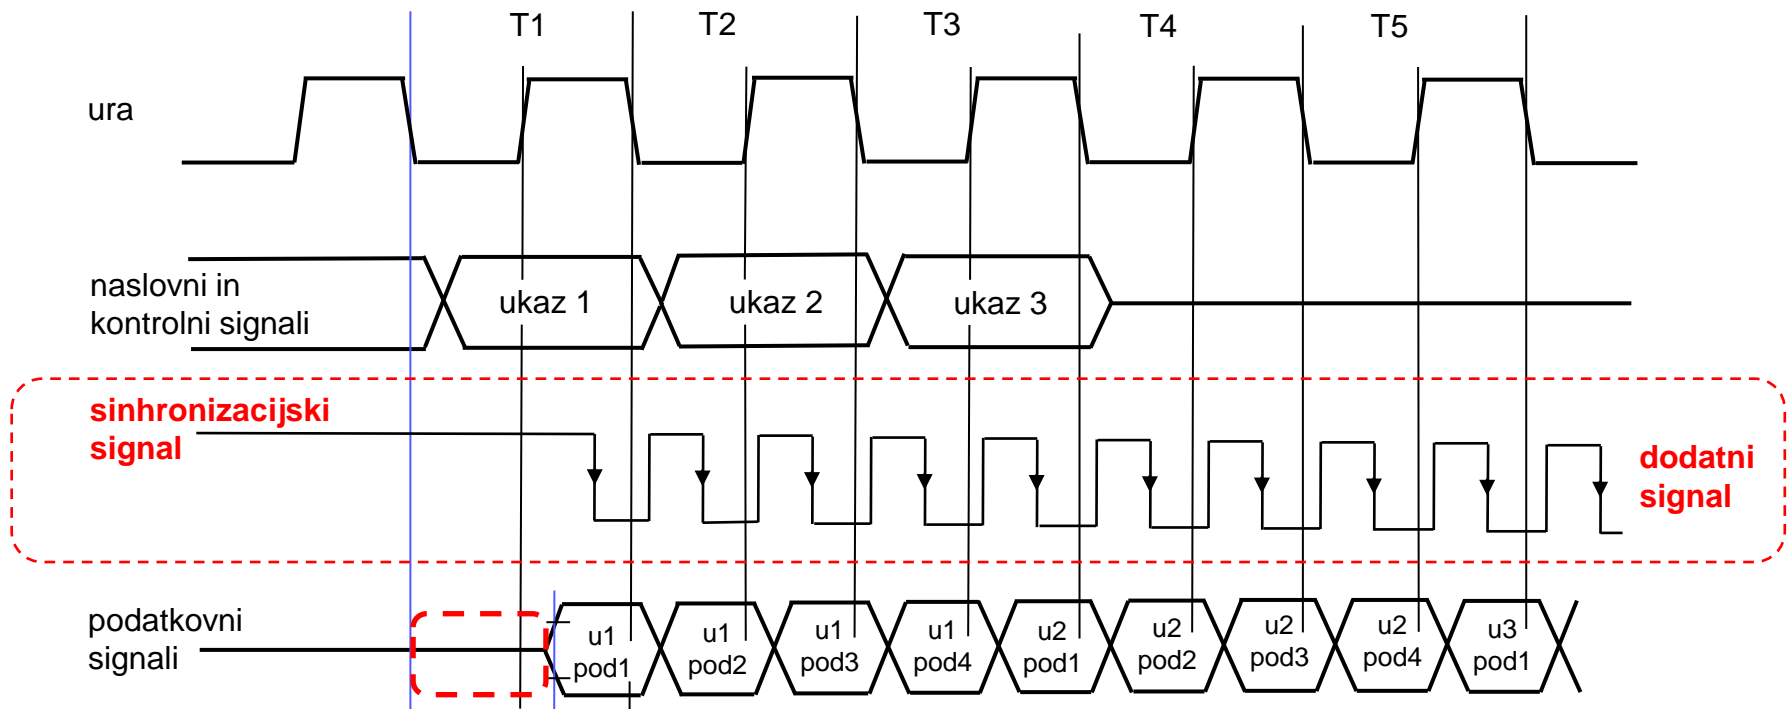 T1 T2 T3 T4 T5
ura
naslovni in
kontrolni signali
ukaz 1 ukaz 2 ukaz 3
sinhronizacijski
signal
dodatni
signal
podatkovni
signali
u1 u1 u1 u1 u2 u2 u2 u2 u3
pod1 pod2 pod3 pod4 pod1 pod2 pod3 pod4 pod1